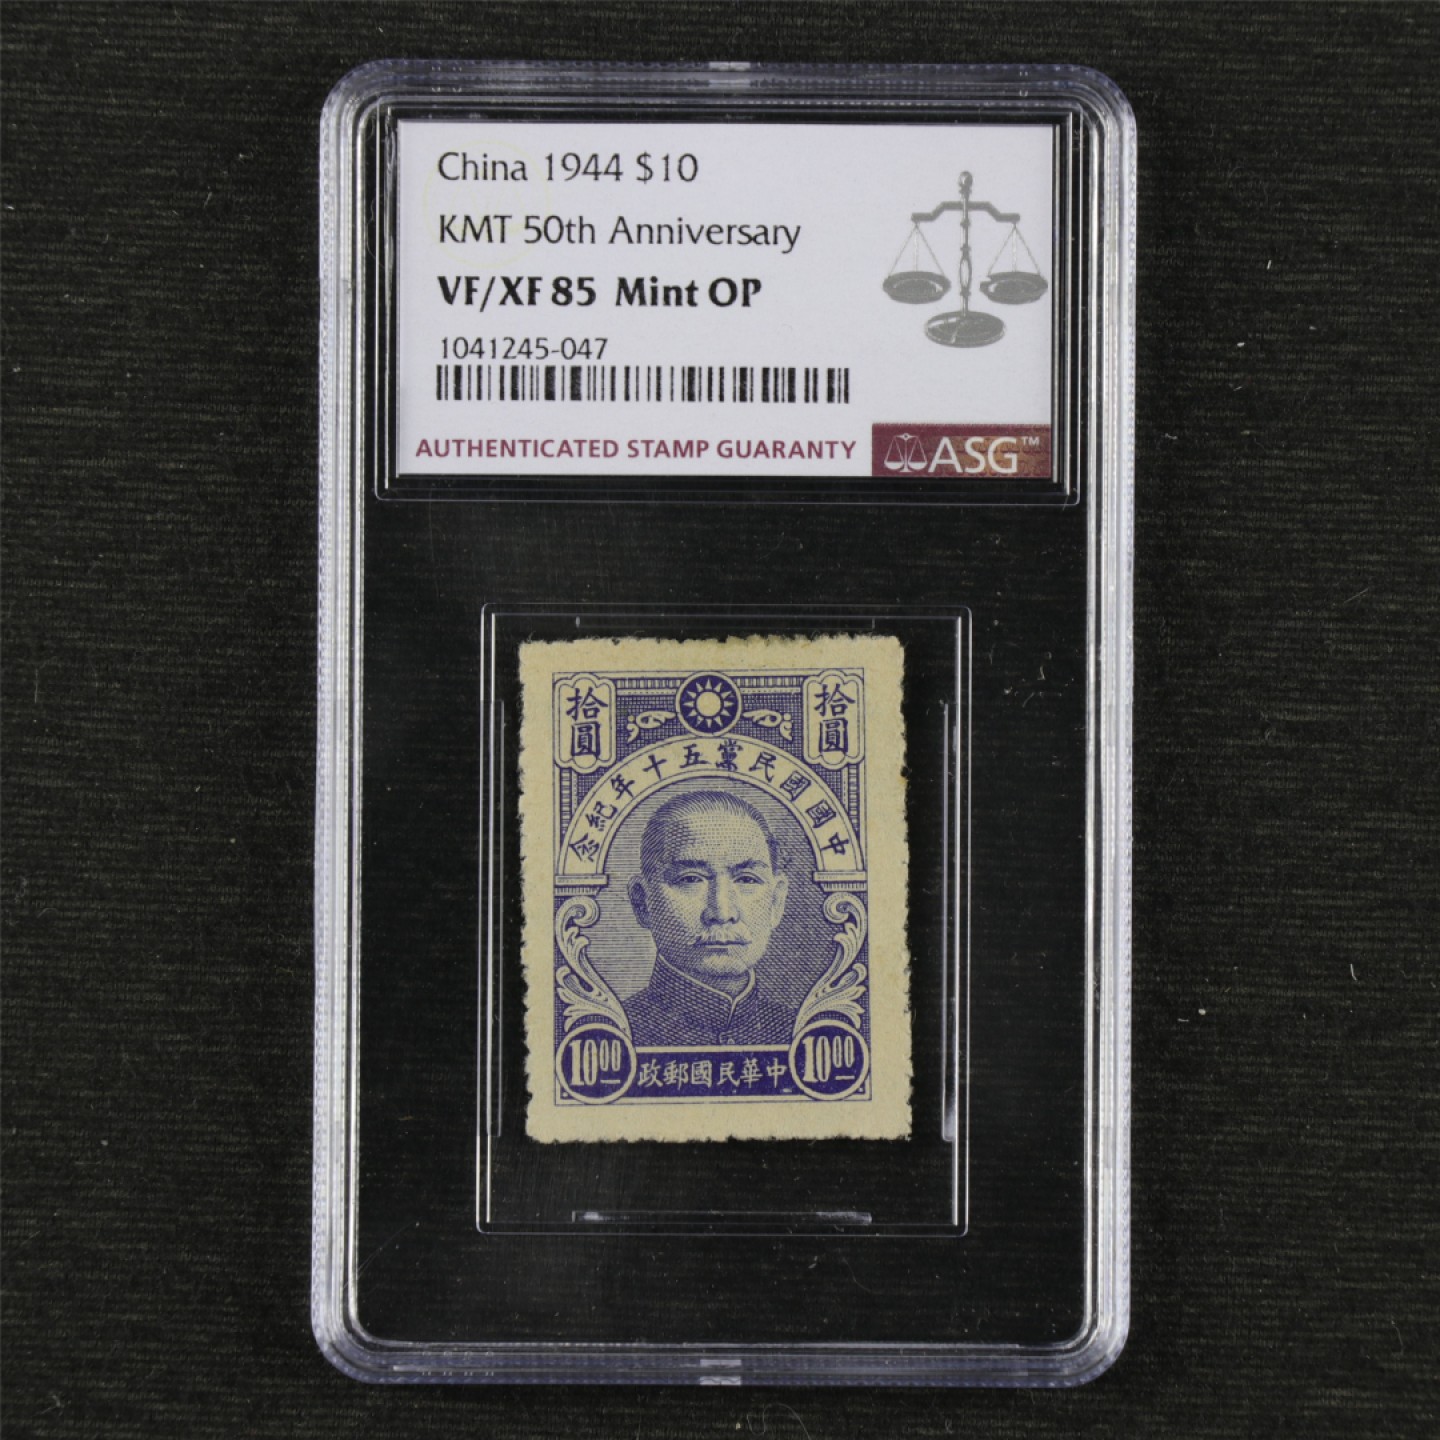 China 1944 $10
KMT 50th Anniversary
VF/XF 85 Mint OP
1041245-047
AUTHENTICATED STAMP GUARANTY
ASG™
拾圓
拾圓
中國國民黨五十年紀念
10.00
中華民國郵政
10.00